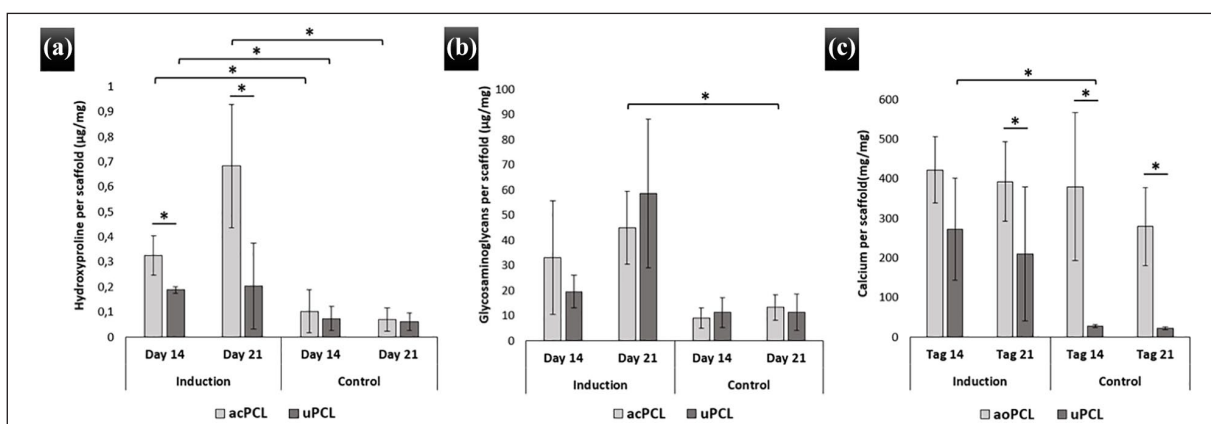 (a)
Hydroxyproline per scaffold (µg/mg)
1
0,9
0,8
0,7
0,6
0,5
0,4
0,3
0,2
0,1
0
*
*
*
*
*
Day 14
Day 21
Day 14
Day 21
Induction
Control
acPCL
uPCL
(b)
Glycosaminoglycans per scaffold (µg/mg)
100
90
80
70
60
50
40
30
20
10
0
*
Day 14
Day 21
Day 14
Day 21
Induction
Control
acPCL
uPCL
(c)
Calcium per scaffold(mg/mg)
600
500
400
300
200
100
0
*
*
*
*
Tag 14
Tag 21
Tag 14
Tag 21
Induction
Control
aoPCL
uPCL